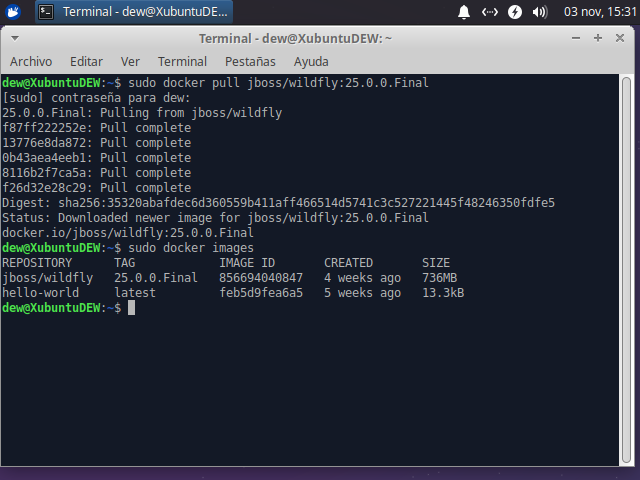 Terminal - dew@XubuntuDE...
03 nov, 15:31
Terminal - dew@XubuntuDEW: ~
Archivo Editar Ver Terminal Pestañas Ayuda
dew@XubuntuDEW:~$ sudo docker pull jboss/wildfly:25.0.0.Final
[sudo] contraseña para dew:
25.0.0.Final: Pulling from jboss/wildfly
f87ff222252e: Pull complete
13776e8da872: Pull complete
0b43aea4eeb1: Pull complete
8116b2f7ca5a: Pull complete
f26d32e28c29: Pull complete
Digest: sha256:35320abafdec6d360559b411aff466514d5741c3c527221445f48246350fdfe5
Status: Downloaded newer image for jboss/wildfly:25.0.0.Final
docker.io/jboss/wildfly:25.0.0.Final
dew@XubuntuDEW:~$ sudo docker images
REPOSITORY TAG IMAGE ID CREATED SIZE
jboss/wildfly 25.0.0.Final 856694040847 4 weeks ago 736MB
hello-world latest feb5d9fea6a5 5 weeks ago 13.3kB
dew@XubuntuDEW:~$